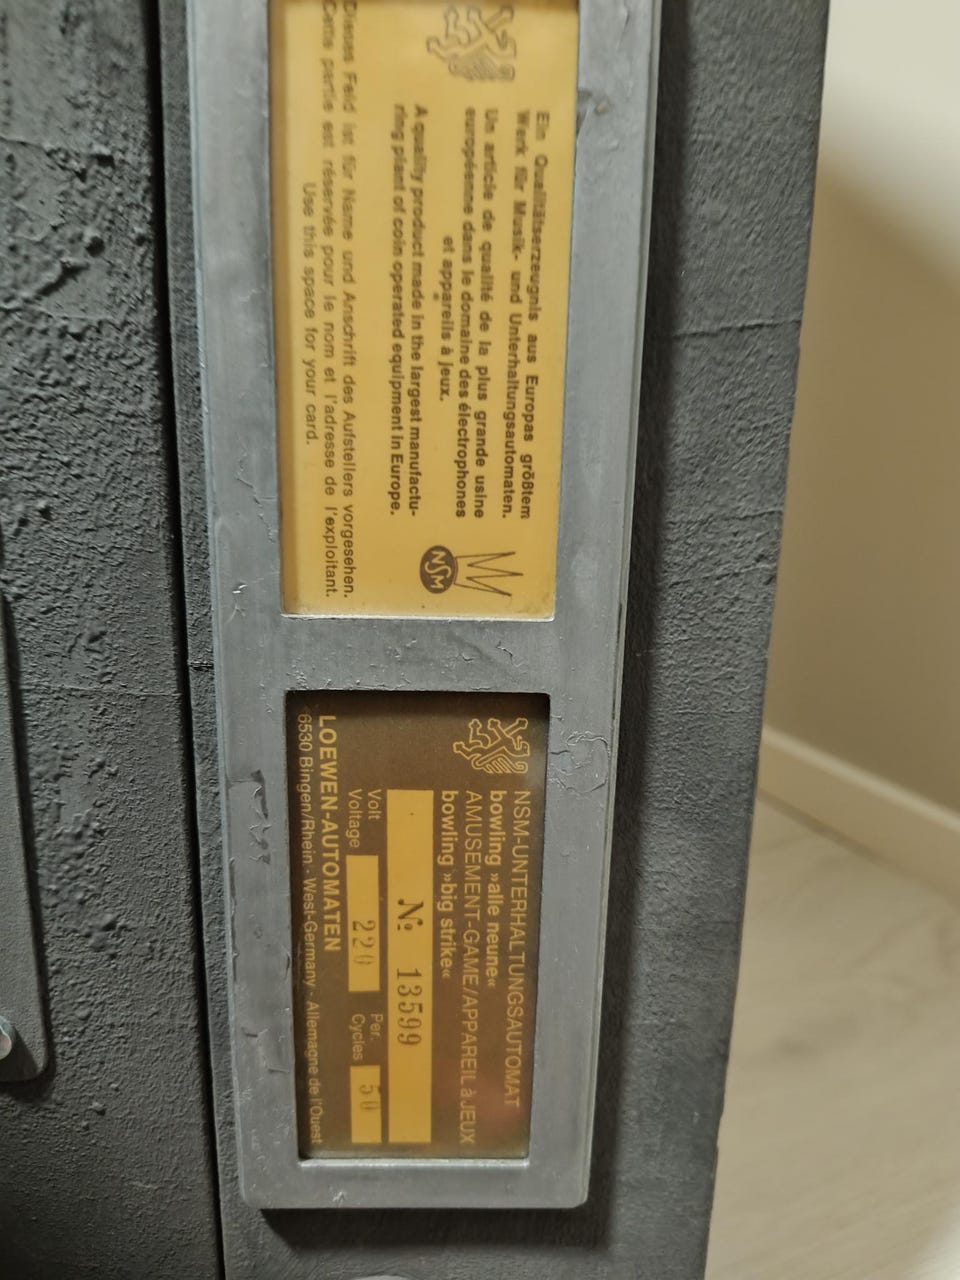 Ein Qualitätserzeugnis aus Europas größtem
Werk für Musik- und Unterhaltungsautomaten.
Un article de qualité de la plus grande usine
européenne dans le domaine des électrophones
et appareils à jeux.
A quality product made in the largest manufactu-
ring plant of coin operated equipment in Europe.
NSM
Dieses Feld ist für Name und Anschrift des Aufstellers vorgesehen.
Cette partie est réservée pour le nom et l'adresse de l'exploitant.
Use this space for your card.
NSM-UNTERHALTUNGSAUTOMAT
bowling »alle neune«
AMUSEMENT-GAME/APPAREIL à JEUX
bowling »big strike«
№ 13599
Volt Per.
Voltage 220 Cycles 50
LOEWEN-AUTOMATEN
6530 Bingen/Rhein · West-Germany · Allemagne de l'Ouest